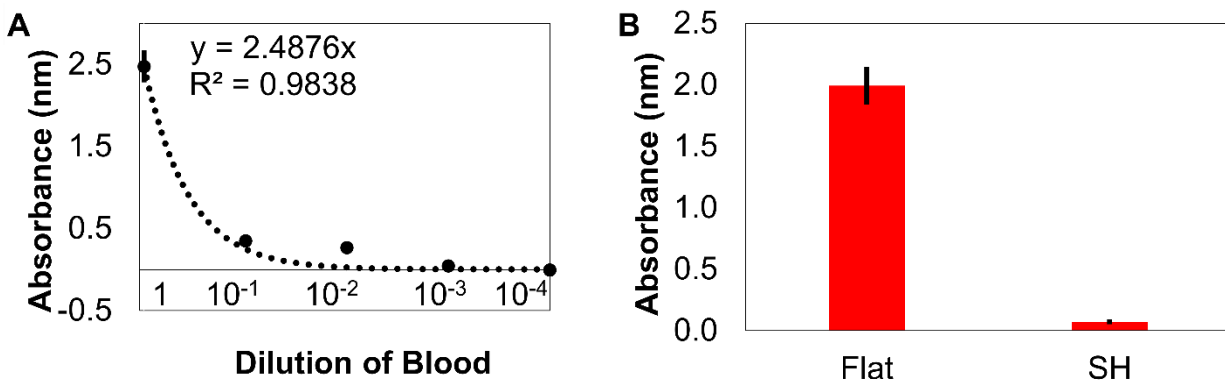 A
y = 2.4876x
R² = 0.9838
Absorbance (nm)
2.5
1.5
0.5
-0.5
1 10⁻¹ 10⁻² 10⁻³ 10⁻⁴
Dilution of Blood
B
Absorbance (nm)
2.5
2.0
1.5
1.0
0.5
0.0
Flat SH